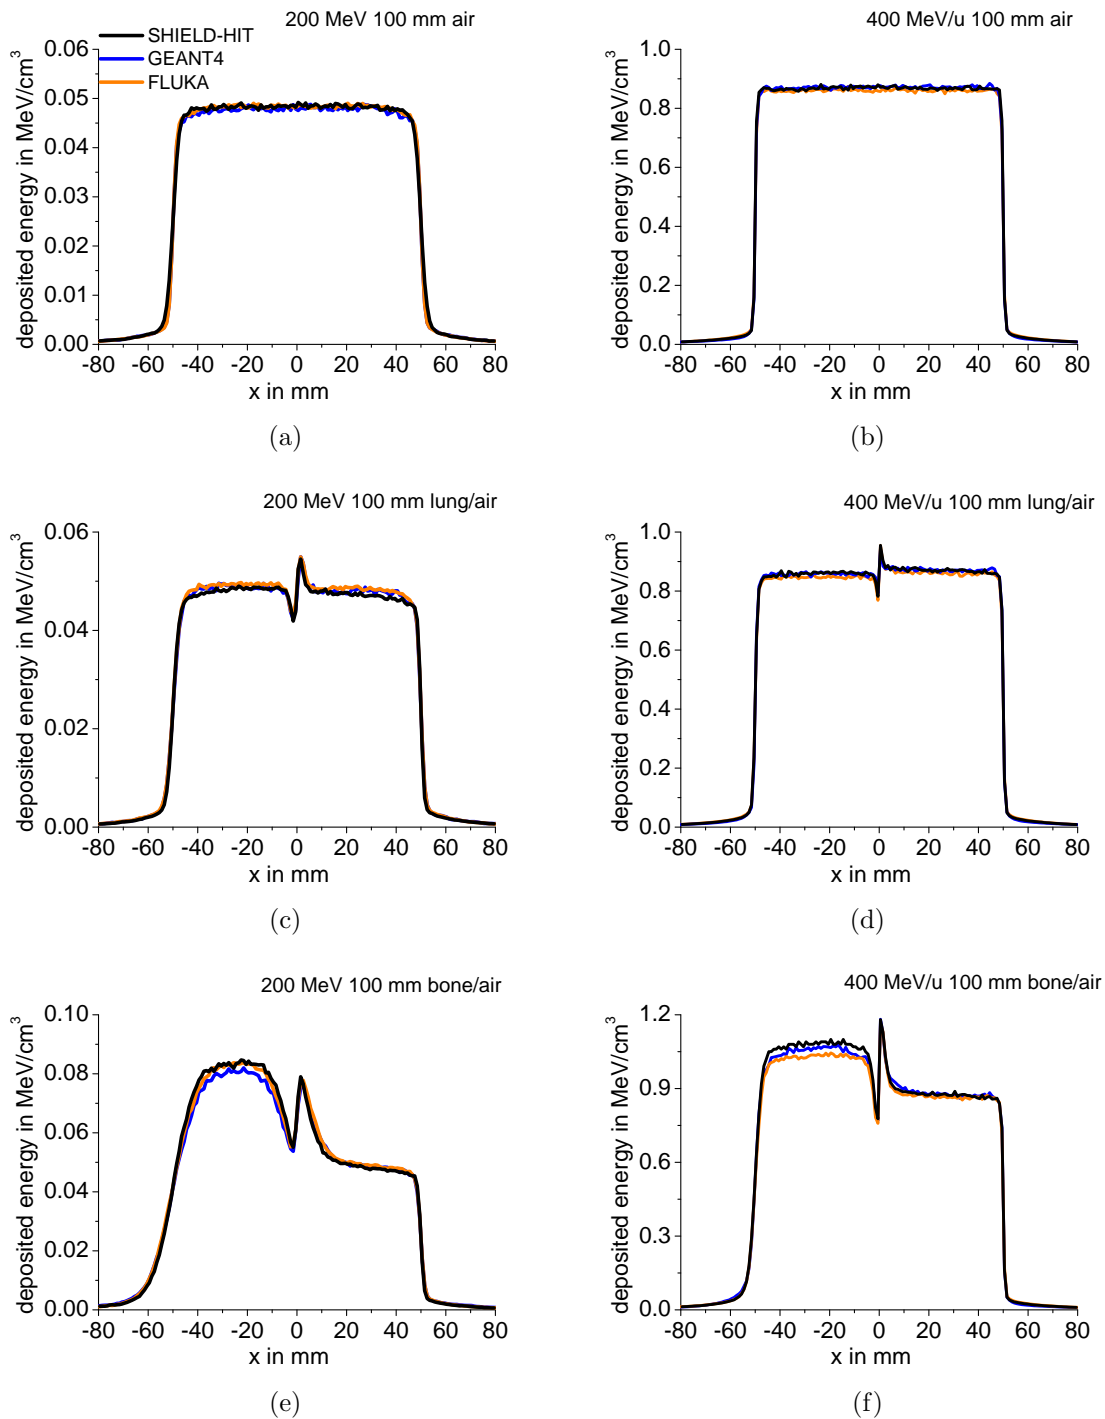 200 MeV 100 mm air
SHIELD-HIT
GEANT4
FLUKA
deposited energy in MeV/cm³
0.06
0.05
0.04
0.03
0.02
0.01
0.00
-80 -60 -40 -20 0 20 40 60 80
x in mm
(a)
400 MeV/u 100 mm air
deposited energy in MeV/cm³
1.0
0.8
0.6
0.4
0.2
0.0
-80 -60 -40 -20 0 20 40 60 80
x in mm
(b)
200 MeV 100 mm lung/air
deposited energy in MeV/cm³
0.06
0.04
0.02
0.00
-80 -60 -40 -20 0 20 40 60 80
x in mm
(c)
400 MeV/u 100 mm lung/air
deposited energy in MeV/cm³
1.0
0.8
0.6
0.4
0.2
0.0
-80 -60 -40 -20 0 20 40 60 80
x in mm
(d)
200 MeV 100 mm bone/air
deposited energy in MeV/cm³
0.10
0.08
0.06
0.04
0.02
0.00
-80 -60 -40 -20 0 20 40 60 80
x in mm
(e)
400 MeV/u 100 mm bone/air
deposited energy in MeV/cm³
1.2
0.9
0.6
0.3
0.0
-80 -60 -40 -20 0 20 40 60 80
x in mm
(f)